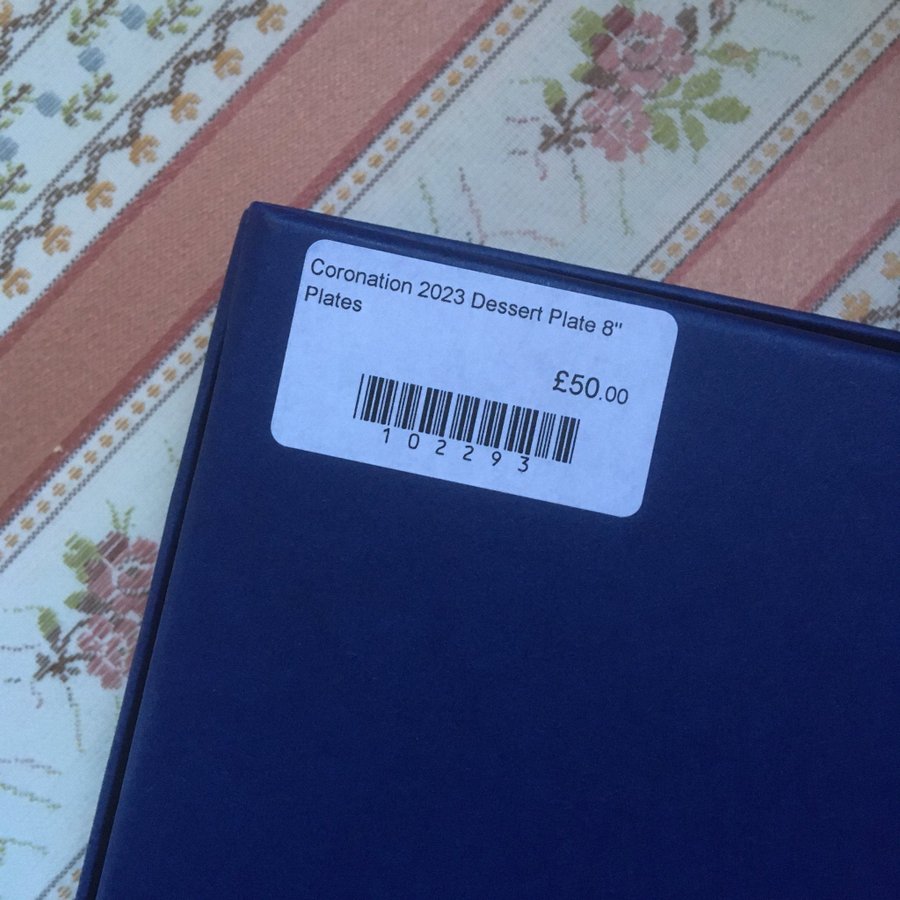 Coronation 2023 Dessert Plate 8"
Plates
£50.00
102293